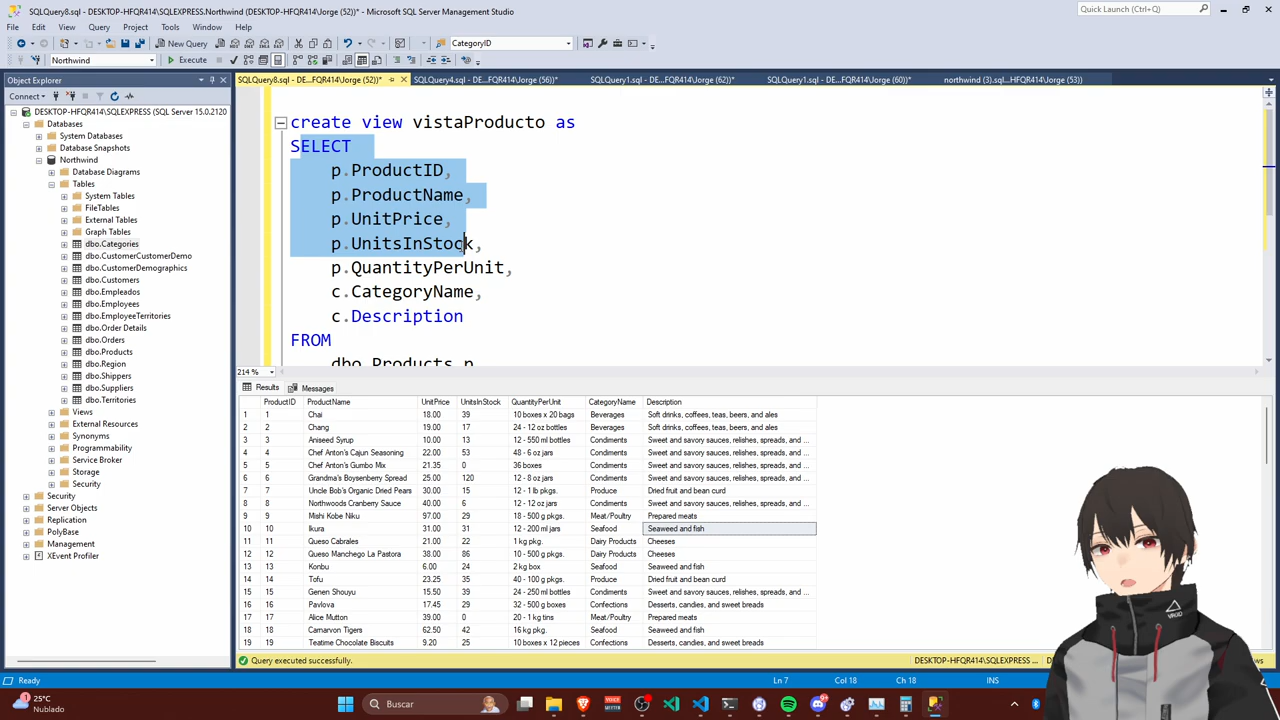 SQLQuery8.sql - DESKTOP-HFQR414\SQLEXPRESS.Northwind (DESKTOP-HFQR414\Jorge (52))* - Microsoft SQL Server Management Studio
Quick Launch (Ctrl+Q)
File Edit View Query Project Tools Window Help
New Query
CategoryID
Northwind
Execute
Object Explorer
SQLQuery8.sql - DE...FQR414\Jorge (52))*
SQLQuery4.sql - DE...FQR414\Jorge (56))*
SQLQuery1.sql - DE...FQR414\Jorge (62))*
SQLQuery1.sql - DE...FQR414\Jorge (60))*
northwind (3).sql...HFQR414\Jorge (53))
Connect
DESKTOP-HFQR414\SQLEXPRESS (SQL Server 15.0.2120
Databases
System Databases
Database Snapshots
Northwind
Database Diagrams
Tables
System Tables
FileTables
External Tables
Graph Tables
dbo.Categories
dbo.CustomerCustomerDemo
dbo.CustomerDemographics
dbo.Customers
dbo.Empleados
dbo.Employees
dbo.EmployeeTerritories
dbo.Order Details
dbo.Orders
dbo.Products
dbo.Region
dbo.Shippers
dbo.Suppliers
dbo.Territories
Views
External Resources
Synonyms
Programmability
Service Broker
Storage
Security
Security
Server Objects
Replication
PolyBase
Management
XEvent Profiler
create view vistaProducto as
SELECT
p.ProductID,
p.ProductName,
p.UnitPrice,
p.UnitsInStock,
p.QuantityPerUnit,
c.CategoryName,
c.Description
FROM
dbo.Products p
214 %
Results Messages
ProductID ProductName UnitPrice UnitsInStock QuantityPerUnit CategoryName Description
1 1 Chai 18.00 39 10 boxes x 20 bags Beverages Soft drinks, coffees, teas, beers, and ales
2 2 Chang 19.00 17 24 - 12 oz bottles Beverages Soft drinks, coffees, teas, beers, and ales
3 3 Aniseed Syrup 10.00 13 12 - 550 ml bottles Condiments Sweet and savory sauces, relishes, spreads, and ...
4 4 Chef Anton's Cajun Seasoning 22.00 53 48 - 6 oz jars Condiments Sweet and savory sauces, relishes, spreads, and ...
5 5 Chef Anton's Gumbo Mix 21.35 0 36 boxes Condiments Sweet and savory sauces, relishes, spreads, and ...
6 6 Grandma's Boysenberry Spread 25.00 120 12 - 8 oz jars Condiments Sweet and savory sauces, relishes, spreads, and ...
7 7 Uncle Bob's Organic Dried Pears 30.00 15 12 - 1 lb pkgs. Produce Dried fruit and bean curd
8 8 Northwoods Cranberry Sauce 40.00 6 12 - 12 oz jars Condiments Sweet and savory sauces, relishes, spreads, and ...
9 9 Mishi Kobe Niku 97.00 29 18 - 500 g pkgs. Meat/Poultry Prepared meats
10 10 Ikura 31.00 31 12 - 200 ml jars Seafood Seaweed and fish
11 11 Queso Cabrales 21.00 22 1 kg pkg. Dairy Products Cheeses
12 12 Queso Manchego La Pastora 38.00 86 10 - 500 g pkgs. Dairy Products Cheeses
13 13 Konbu 6.00 24 2 kg box Seafood Seaweed and fish
14 14 Tofu 23.25 35 40 - 100 g pkgs. Produce Dried fruit and bean curd
15 15 Genen Shouyu 15.50 39 24 - 250 ml bottles Condiments Sweet and savory sauces, relishes, spreads, and ...
16 16 Pavlova 17.45 29 32 - 500 g boxes Confections Desserts, candies, and sweet breads
17 17 Alice Mutton 39.00 0 20 - 1 kg tins Meat/Poultry Prepared meats
18 18 Carnarvon Tigers 62.50 42 16 kg pkg. Seafood Seaweed and fish
19 19 Teatime Chocolate Biscuits 9.20 25 10 boxes x 12 pieces Confections Desserts, candies, and sweet breads
Query executed successfully.
DESKTOP-HFQR414\SQLEXPRESS ...
Ready
Ln 7 Col 18 Ch 18 INS
25°C
Nublado
Buscar